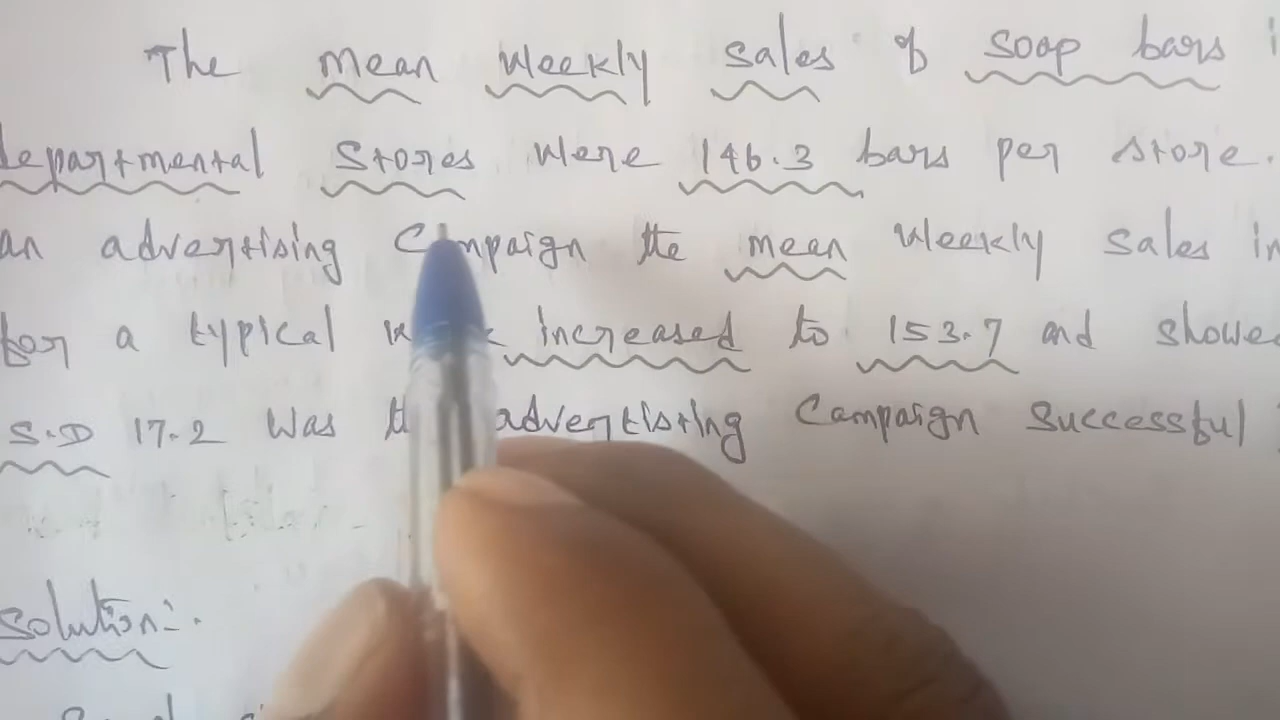 The mean weekly sales of soap bars i
departmental stores were 146.3 bars per store.
an advertising campaign the mean weekly sales in
for a typical increased to 153.7 and showed
S.D 17.2 Was advertising campaign successful
Solution:-